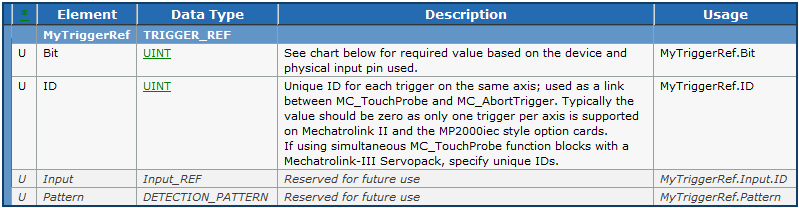 * Element Data Type Description Usage
MyTriggerRef TRIGGER_REF
U Bit UINT See chart below for required value based on the device and MyTriggerRef.Bit
physical input pin used.
U ID UINT Unique ID for each trigger on the same axis; used as a link MyTriggerRef.ID
between MC_TouchProbe and MC_AbortTrigger. Typically the
value should be zero as only one trigger per axis is supported
on Mechatrolink II and the MP2000iec style option cards.
If using simultaneous MC_TouchProbe function blocks with a
Mechatrolink-III Servopack, specify unique IDs.
U Input Input_REF Reserved for future use MyTriggerRef.Input.ID
U Pattern DETECTION_PATTERN Reserved for future use MyTriggerRef.Pattern